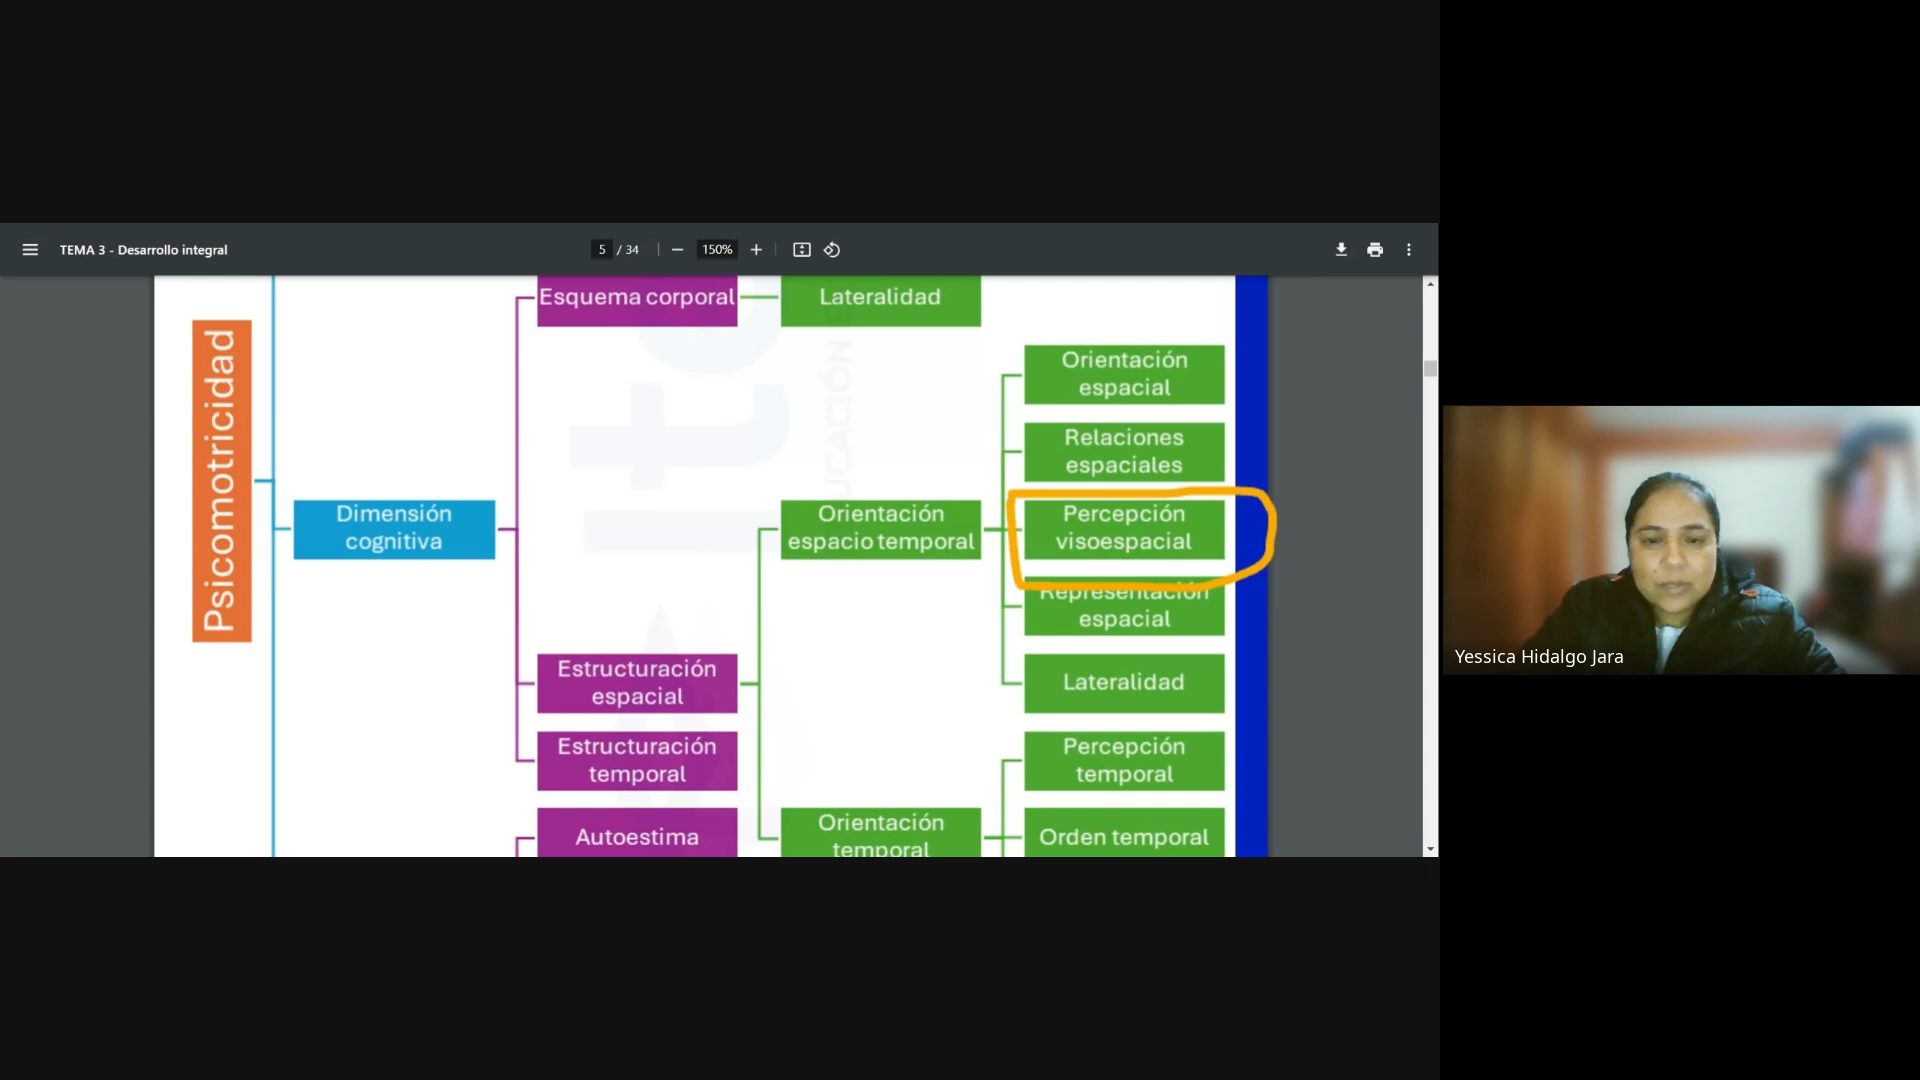 TEMA 3 - Desarrollo integral
5 / 34
150%
Psicomotricidad
Dimensión
cognitiva
Esquema corporal
Lateralidad
Orientación
espacial
Relaciones
espaciales
Orientación
espacio temporal
Percepción
visoespacial
Representación
espacial
Estructuración
espacial
Lateralidad
Estructuración
temporal
Percepción
temporal
Autoestima
Orientación
temporal
Orden temporal
UCACIÓN
Yessica Hidalgo Jara